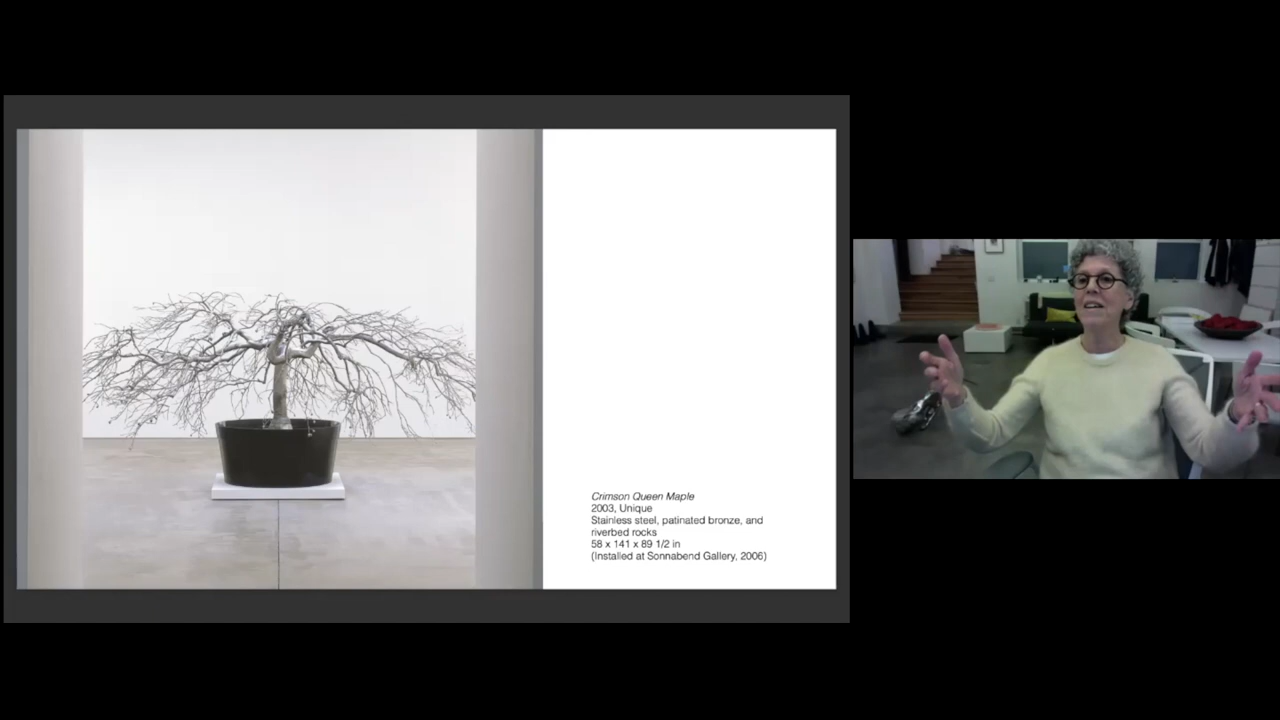 Crimson Queen Maple
2003, Unique
Stainless steel, patinated bronze, and
riverbed rocks
58 x 141 x 89 1/2 in
(Installed at Sonnabend Gallery, 2006)